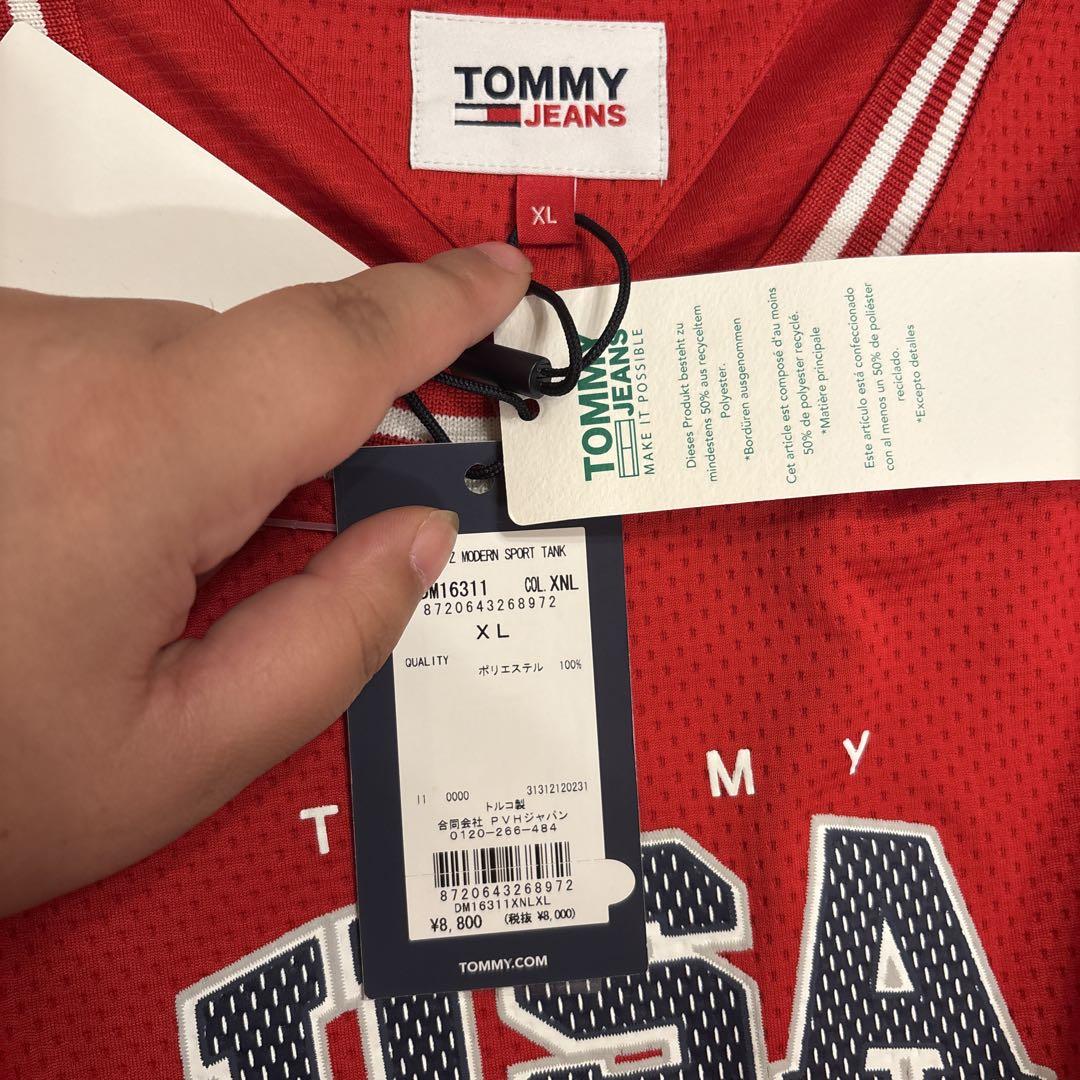 TOMMY
JEANS
XL
TOMMY
JEANS
MAKE IT POSSIBLE
Dieses Produkt besteht zu
mindestens 50% aus recyceltem
Polyester.
*Bordüren ausgenommen
Cet article est composé d'au moins
50% de polyester recyclé.
*Matière principale
Este artículo está confeccionado
con al menos un 50% de poliéster
reciclado.
*Excepto detalles
Z MODERN SPORT TANK
DM16311 COL. XNL
8720643268972
XL
QUALITY ポリエステル 100%
11 0000 31312120231
トルコ製
合同会社 PVHジャパン
0120-266-484
8720643268972
DM16311XNLXL
¥8,800 (税抜 ¥8,000)
TOMMY.COM
T M Y
USA